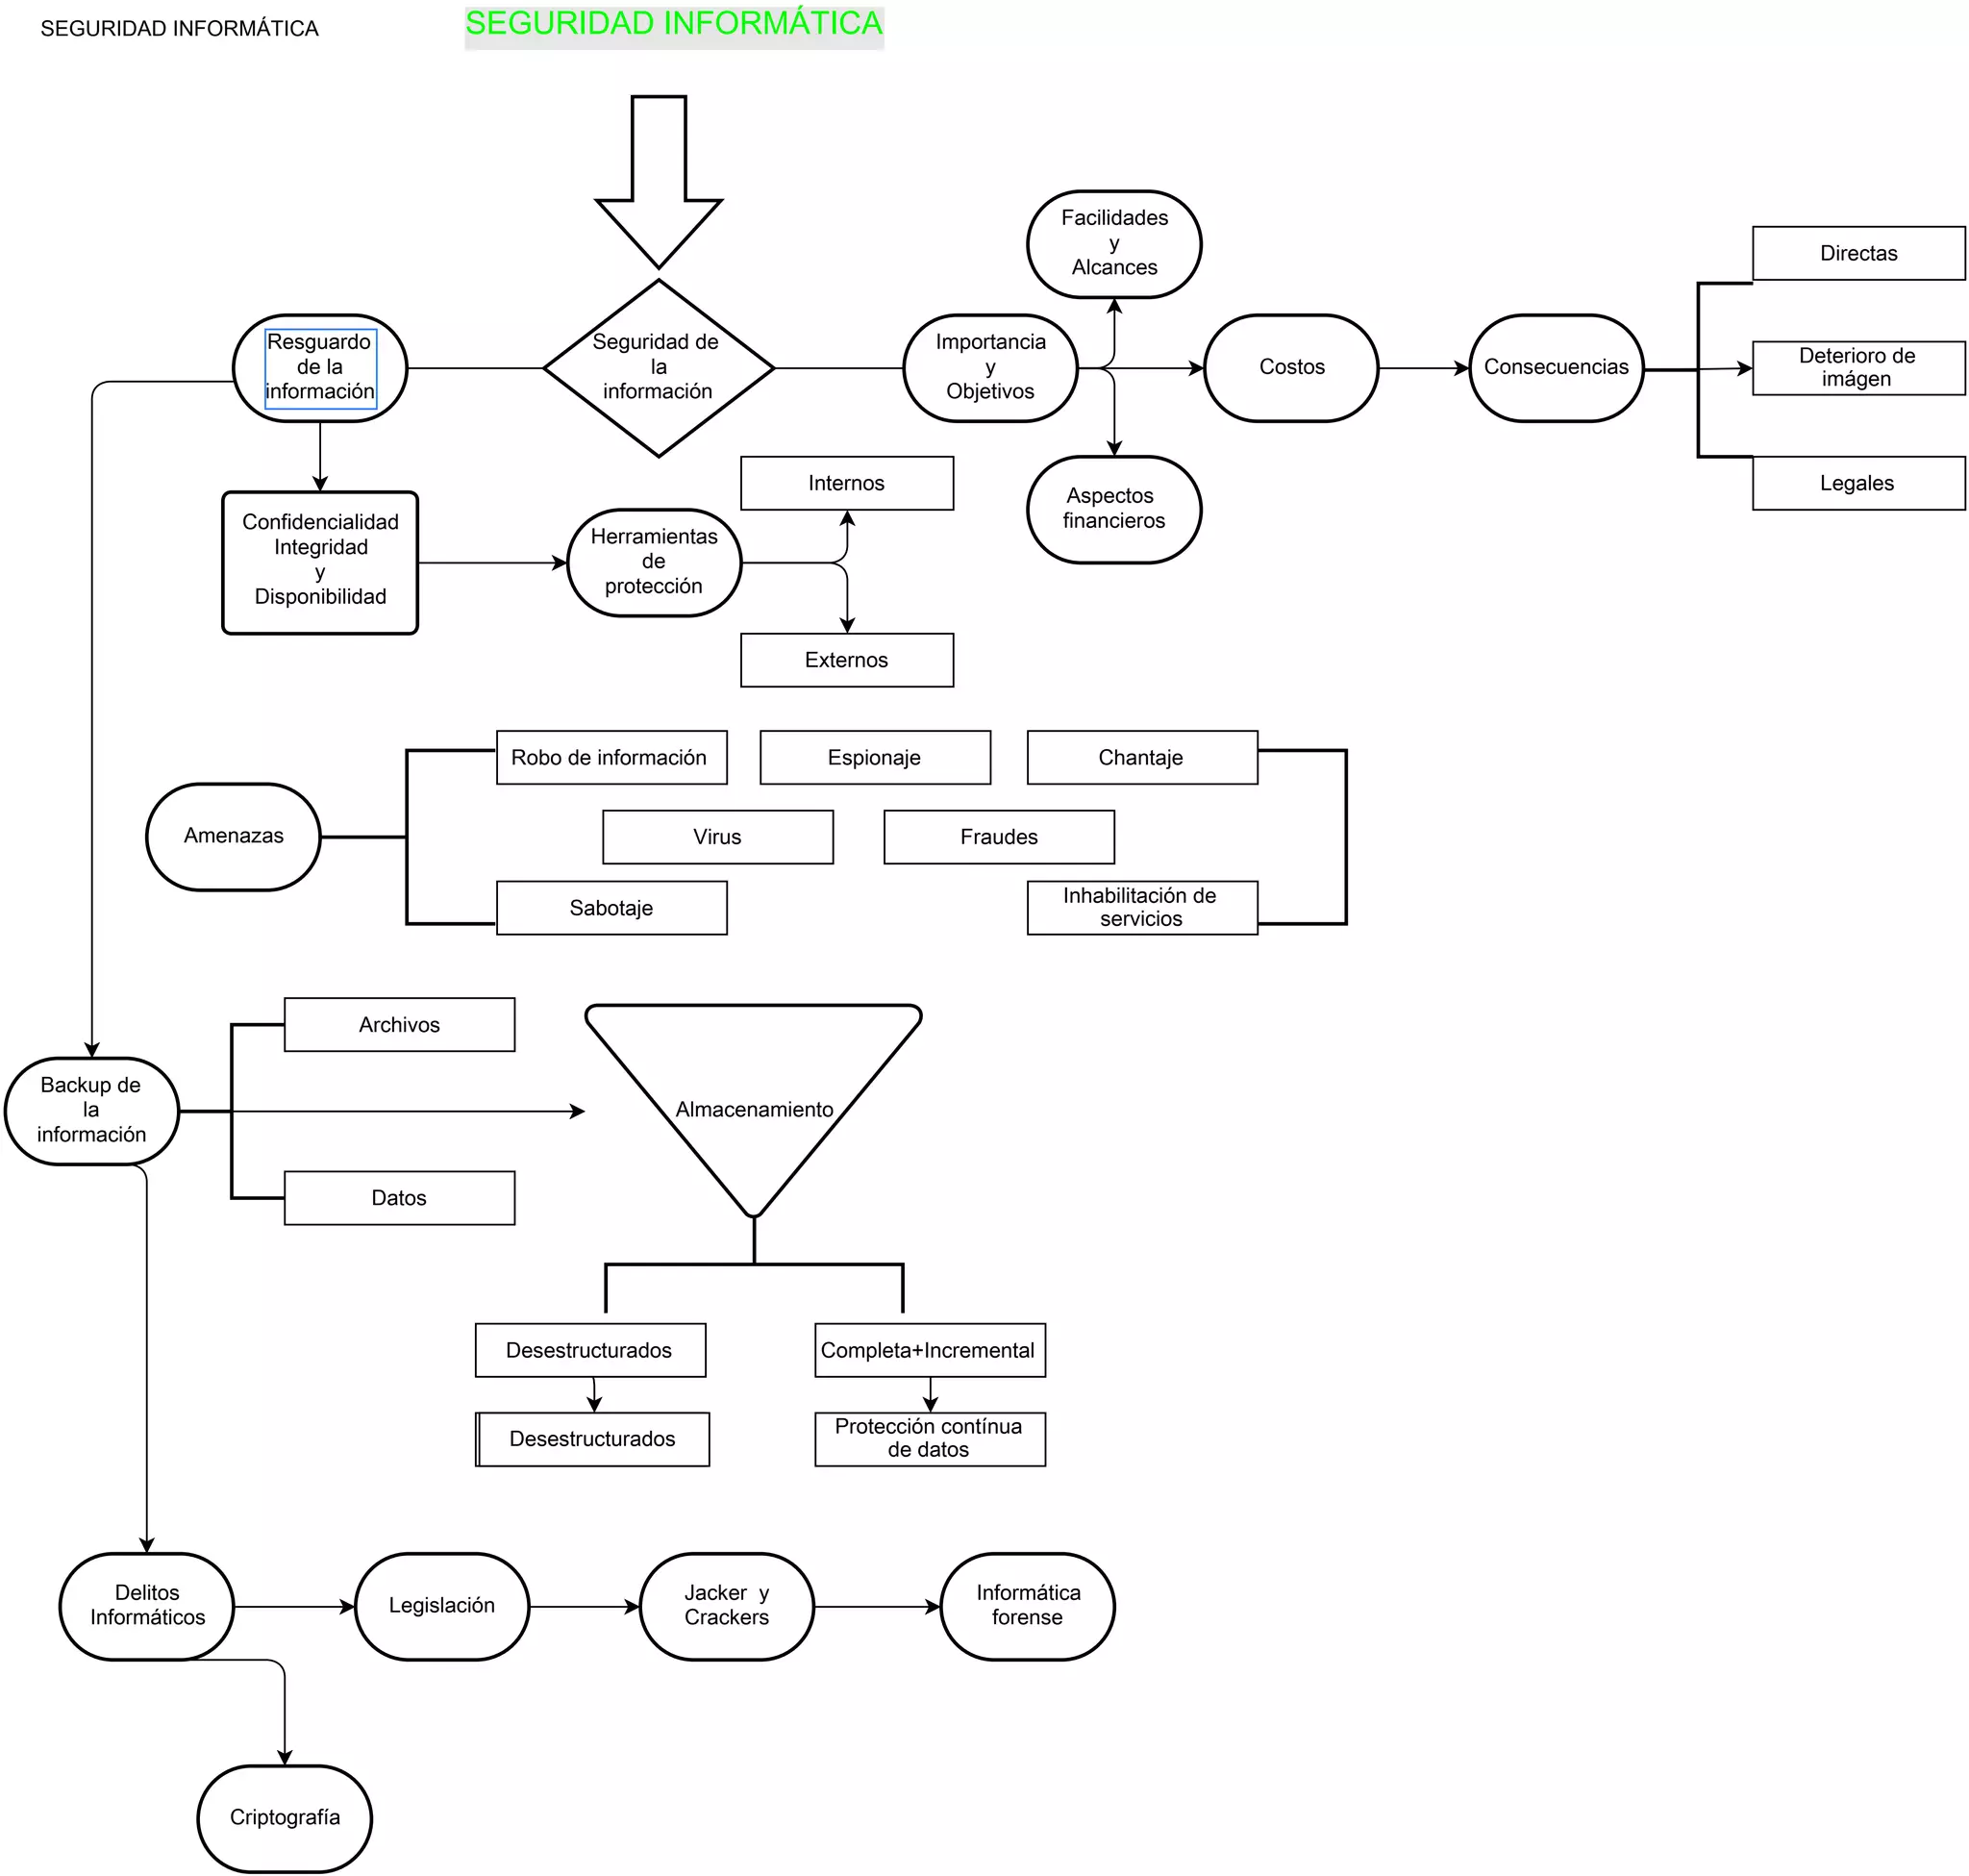 SEGURIDAD INFORMÁTICA
SEGURIDAD INFORMÁTICA
Facilidades
y
Alcances
Directas
Resguardo
de la
información
Seguridad de
la
información
Importancia
y
Objetivos
Costos
Consecuencias
Deterioro de
imágen
Internos
Aspectos
financieros
Legales
Confidencialidad
Integridad
y
Disponibilidad
Herramientas
de
protección
Externos
Robo de información
Espionaje
Chantaje
Amenazas
Virus
Fraudes
Sabotaje
Inhabilitación de
servicios
Archivos
Backup de
la
información
Almacenamiento
Datos
Desestructurados
Completa+Incremental
Desestructurados
Protección contínua
de datos
Delitos
Informáticos
Legislación
Jacker y
Crackers
Informática
forense
Criptografía